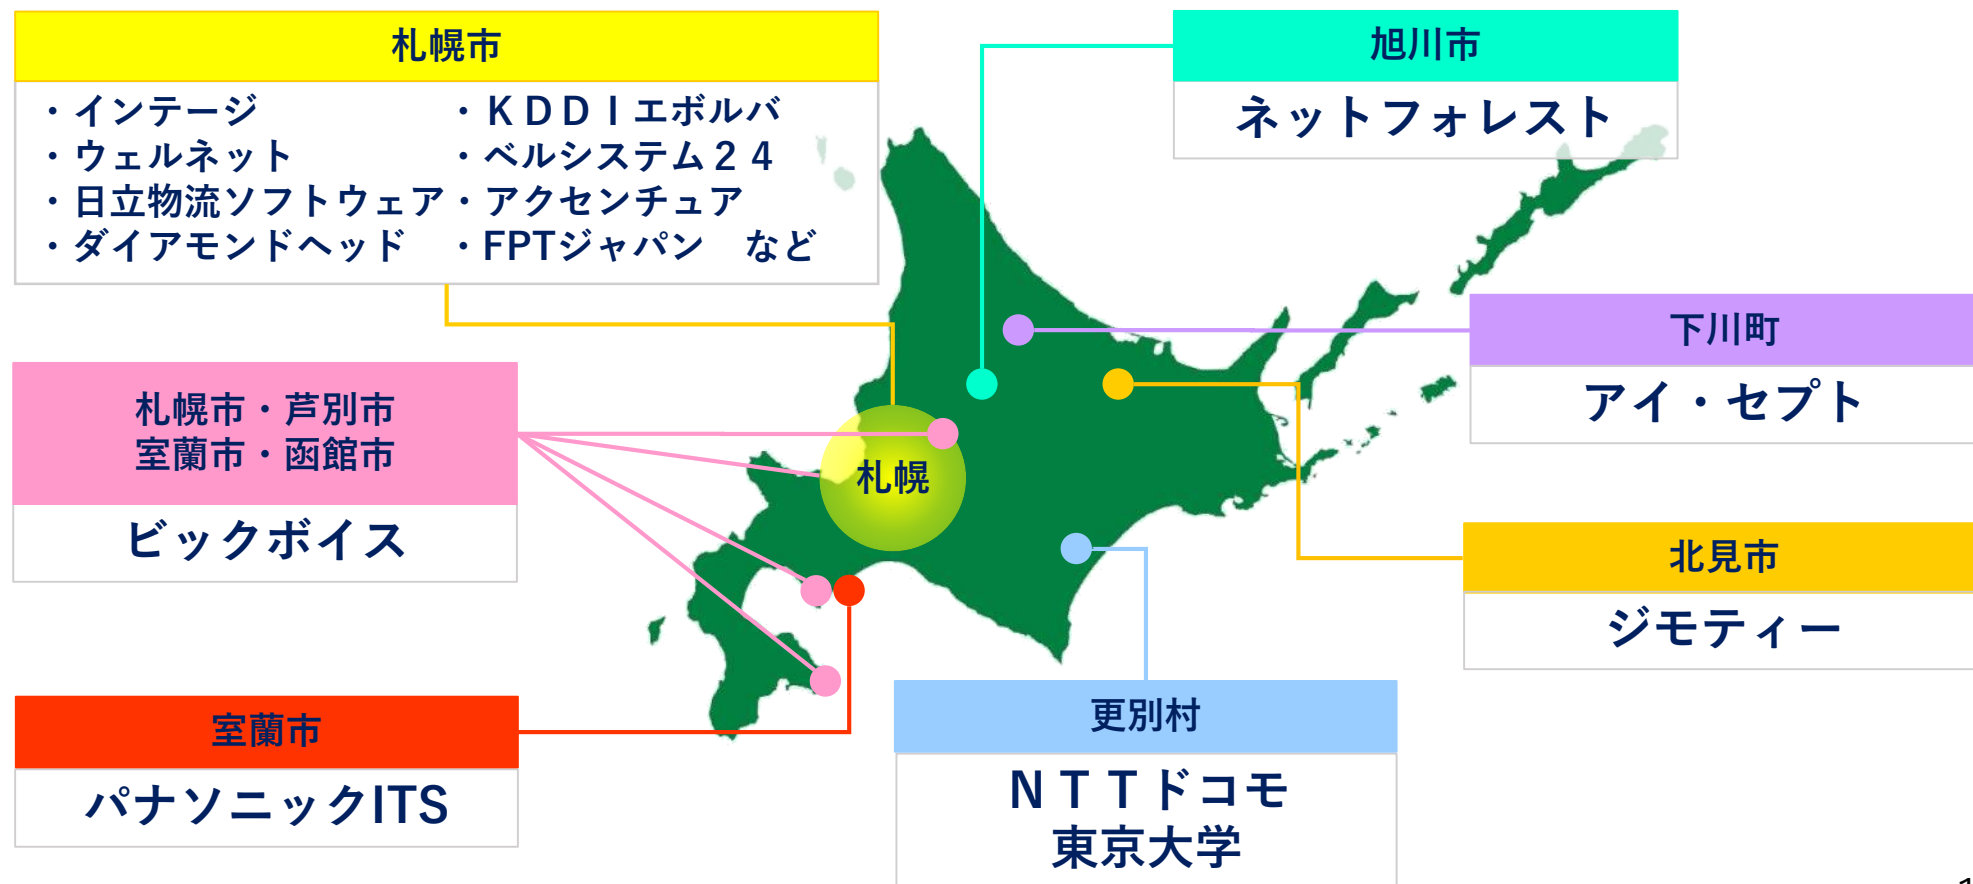 札幌市
・インテージ
・ウェルネット
・日立物流ソフトウェア
・ダイアモンドヘッド
・ＫＤＤＩエボルバ
・ベルシステム２４
・アクセンチュア
・FPTジャパン　など
旭川市
ネットフォレスト
下川町
アイ・セプト
札幌市・芦別市
室蘭市・函館市
ビックボイス
札幌
北見市
ジモティー
室蘭市
パナソニックITS
更別村
ＮＴＴドコモ
東京大学